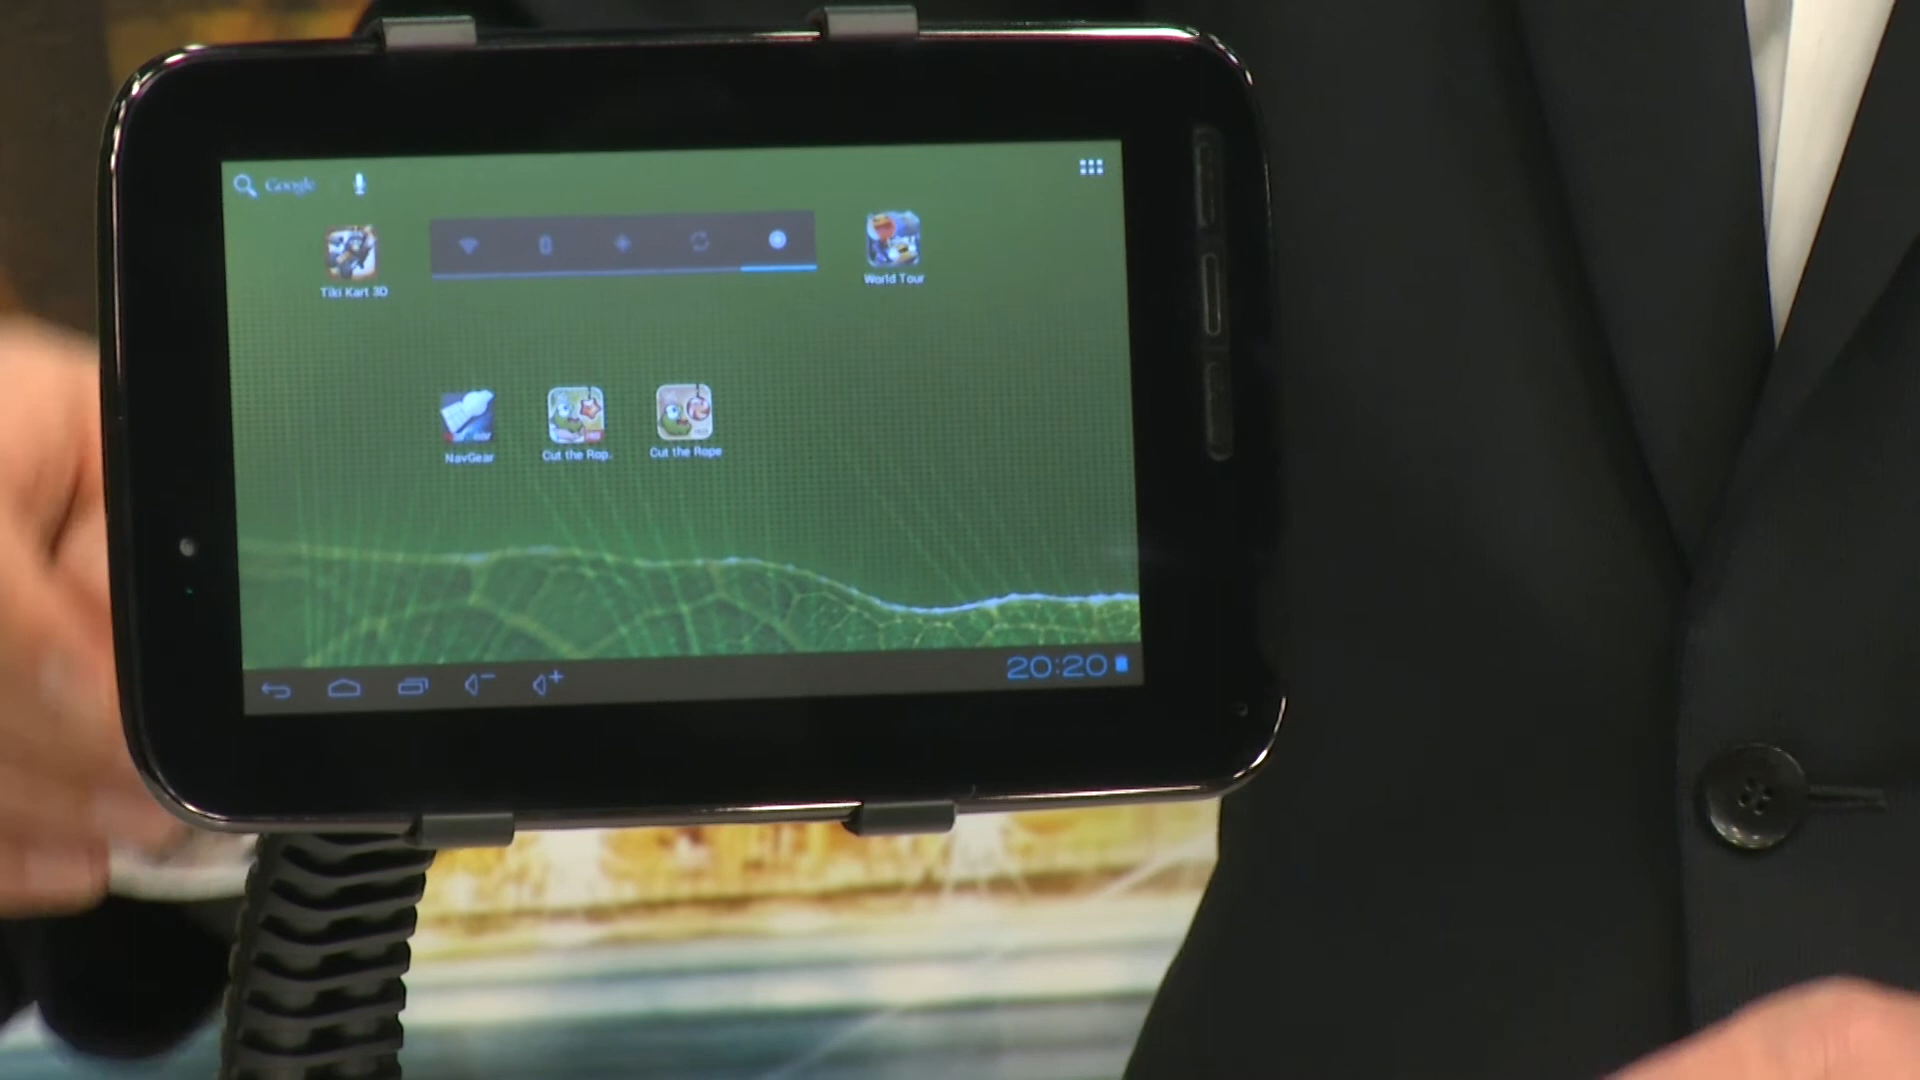 Google
Tiki Kart 3D
World Tour
NavGear
Cut the Rop.
Cut the Rope
20:20